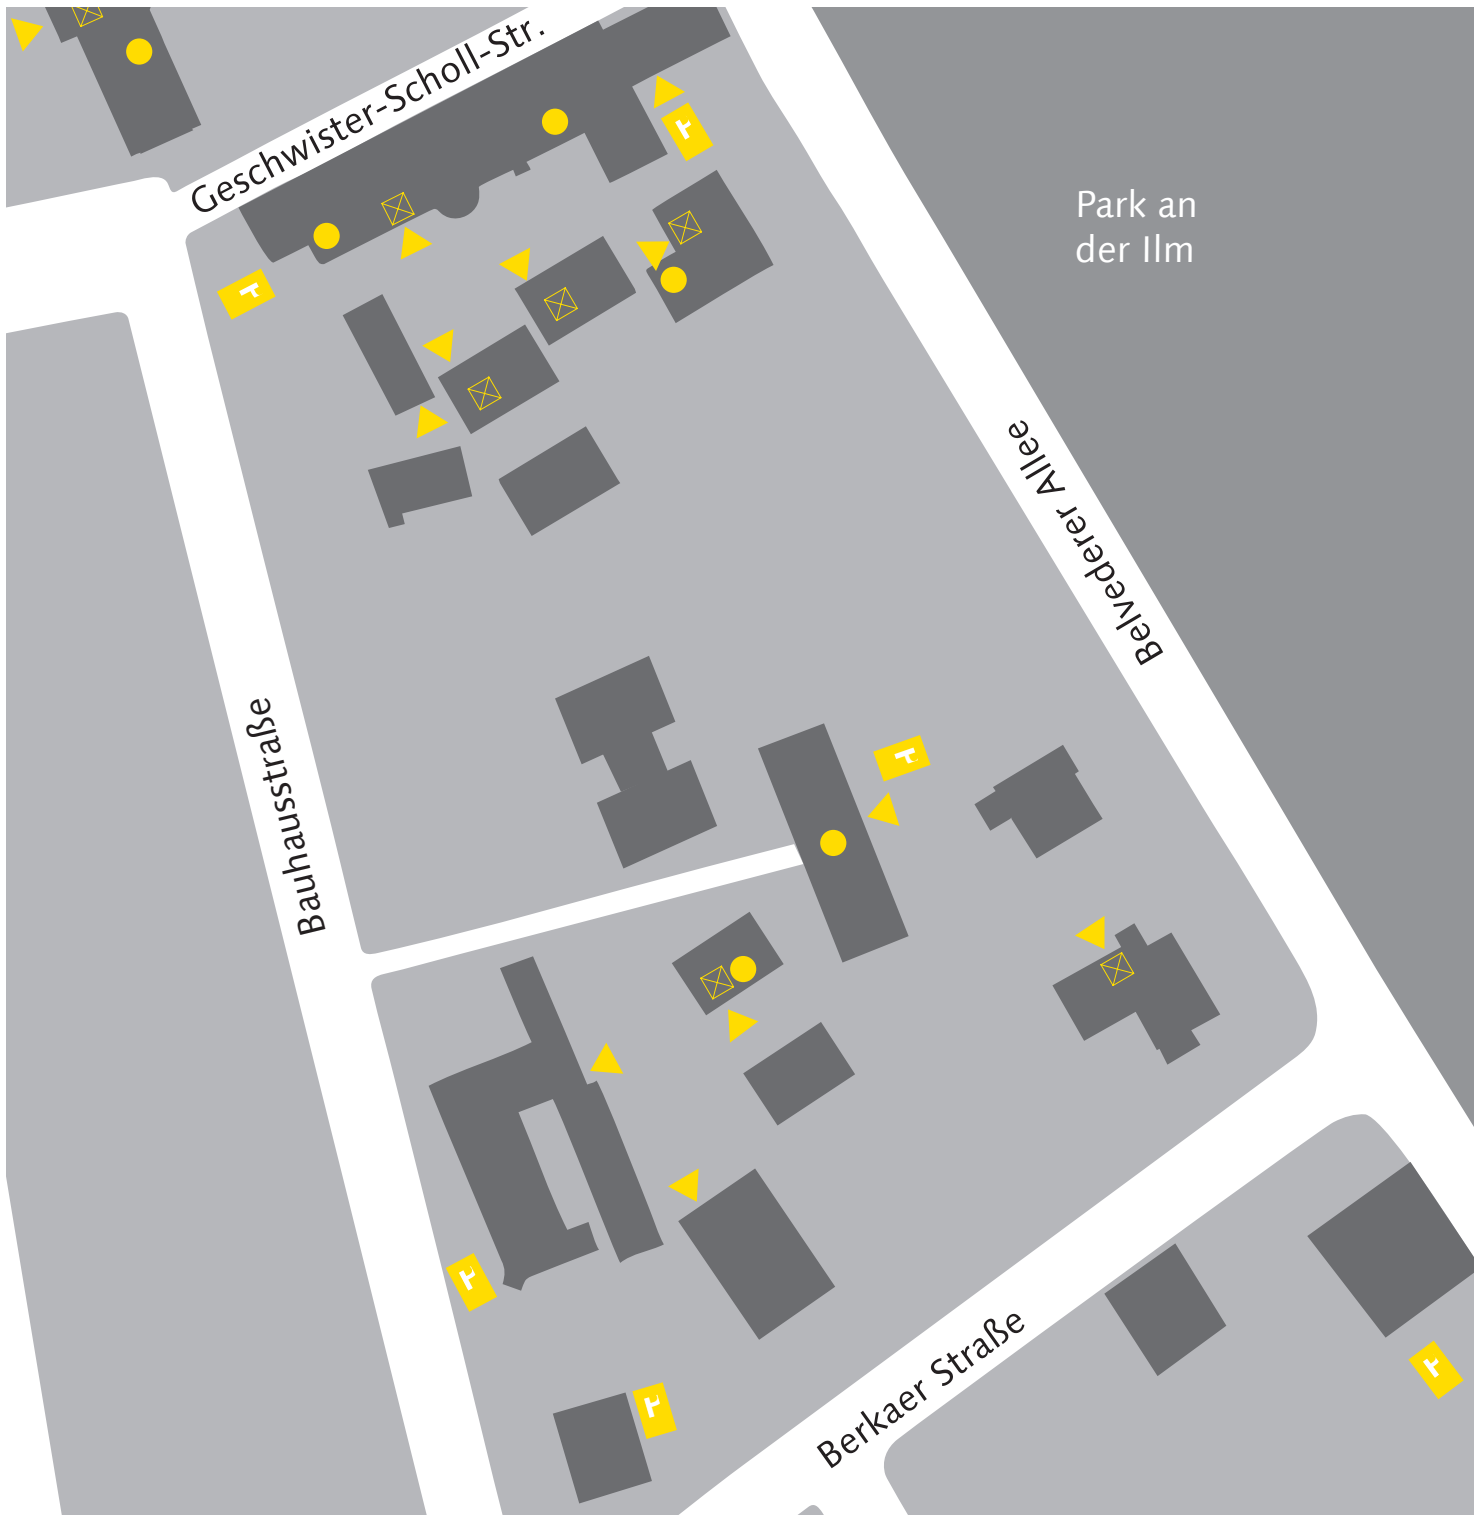 Geschwister-Scholl-Str.
Park an
der Ilm
Belvederer Allee
Bauhausstraße
Berkaer Straße